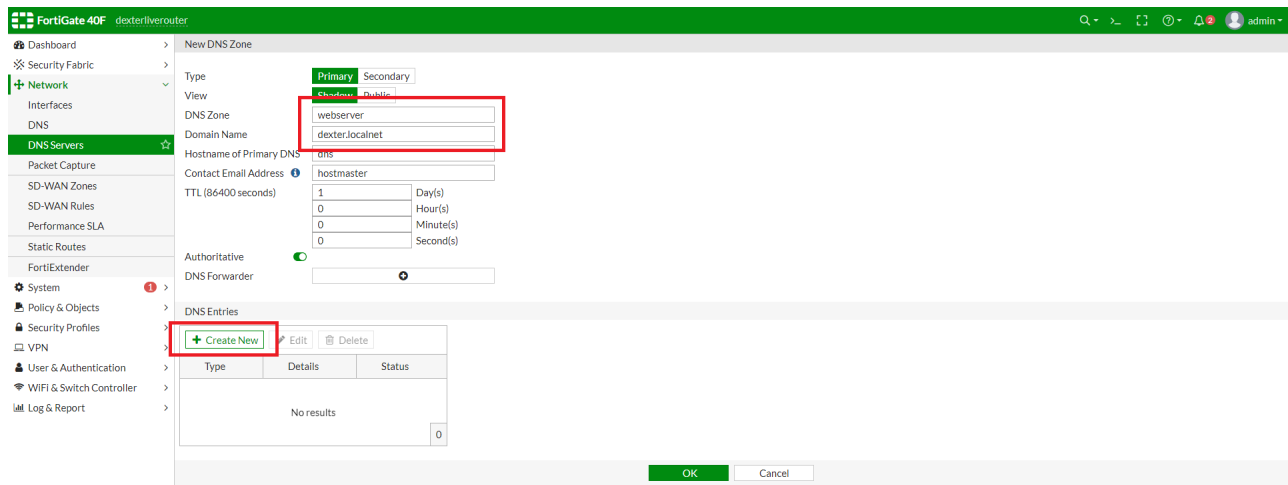 FortiGate 40F dexterliverouter
admin
2
Dashboard
Security Fabric
Network
Interfaces
DNS
DNS Servers
Packet Capture
SD-WAN Zones
SD-WAN Rules
Performance SLA
Static Routes
FortiExtender
System 1
Policy & Objects
Security Profiles
VPN
User & Authentication
WiFi & Switch Controller
Log & Report
New DNS Zone
Type Primary Secondary
View Shadow Public
DNS Zone webserver
Domain Name dexter.localnet
Hostname of Primary DNS dns
Contact Email Address hostmaster
TTL (86400 seconds) 1 Day(s)
0 Hour(s)
0 Minute(s)
0 Second(s)
Authoritative
DNS Forwarder
DNS Entries
+ Create New Edit Delete
Type Details Status
No results
0
OK Cancel